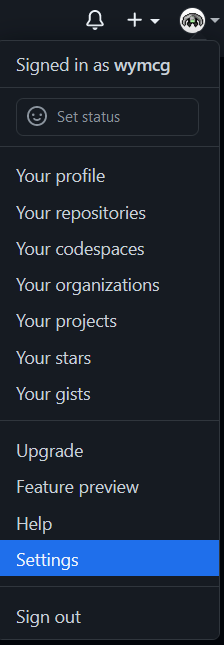 Signed in as wymcg
Set status
Your profile
Your repositories
Your codespaces
Your organizations
Your projects
Your stars
Your gists
Upgrade
Feature preview
Help
Settings
Sign out